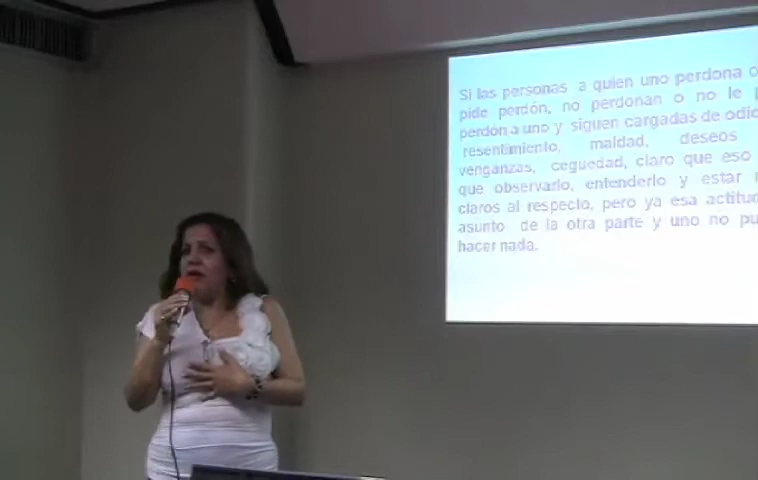 Si las personas a quien uno perdona o
pide perdón, no perdonan o no le
perdón a uno y siguen cargadas de
resentimiento, maldad, deseos
venganzas, ceguedad, claro que eso
que observarlo, entenderlo y estar
claros al respecto, pero ya esa
asunto de la otra parte y uno no
hacer nada.